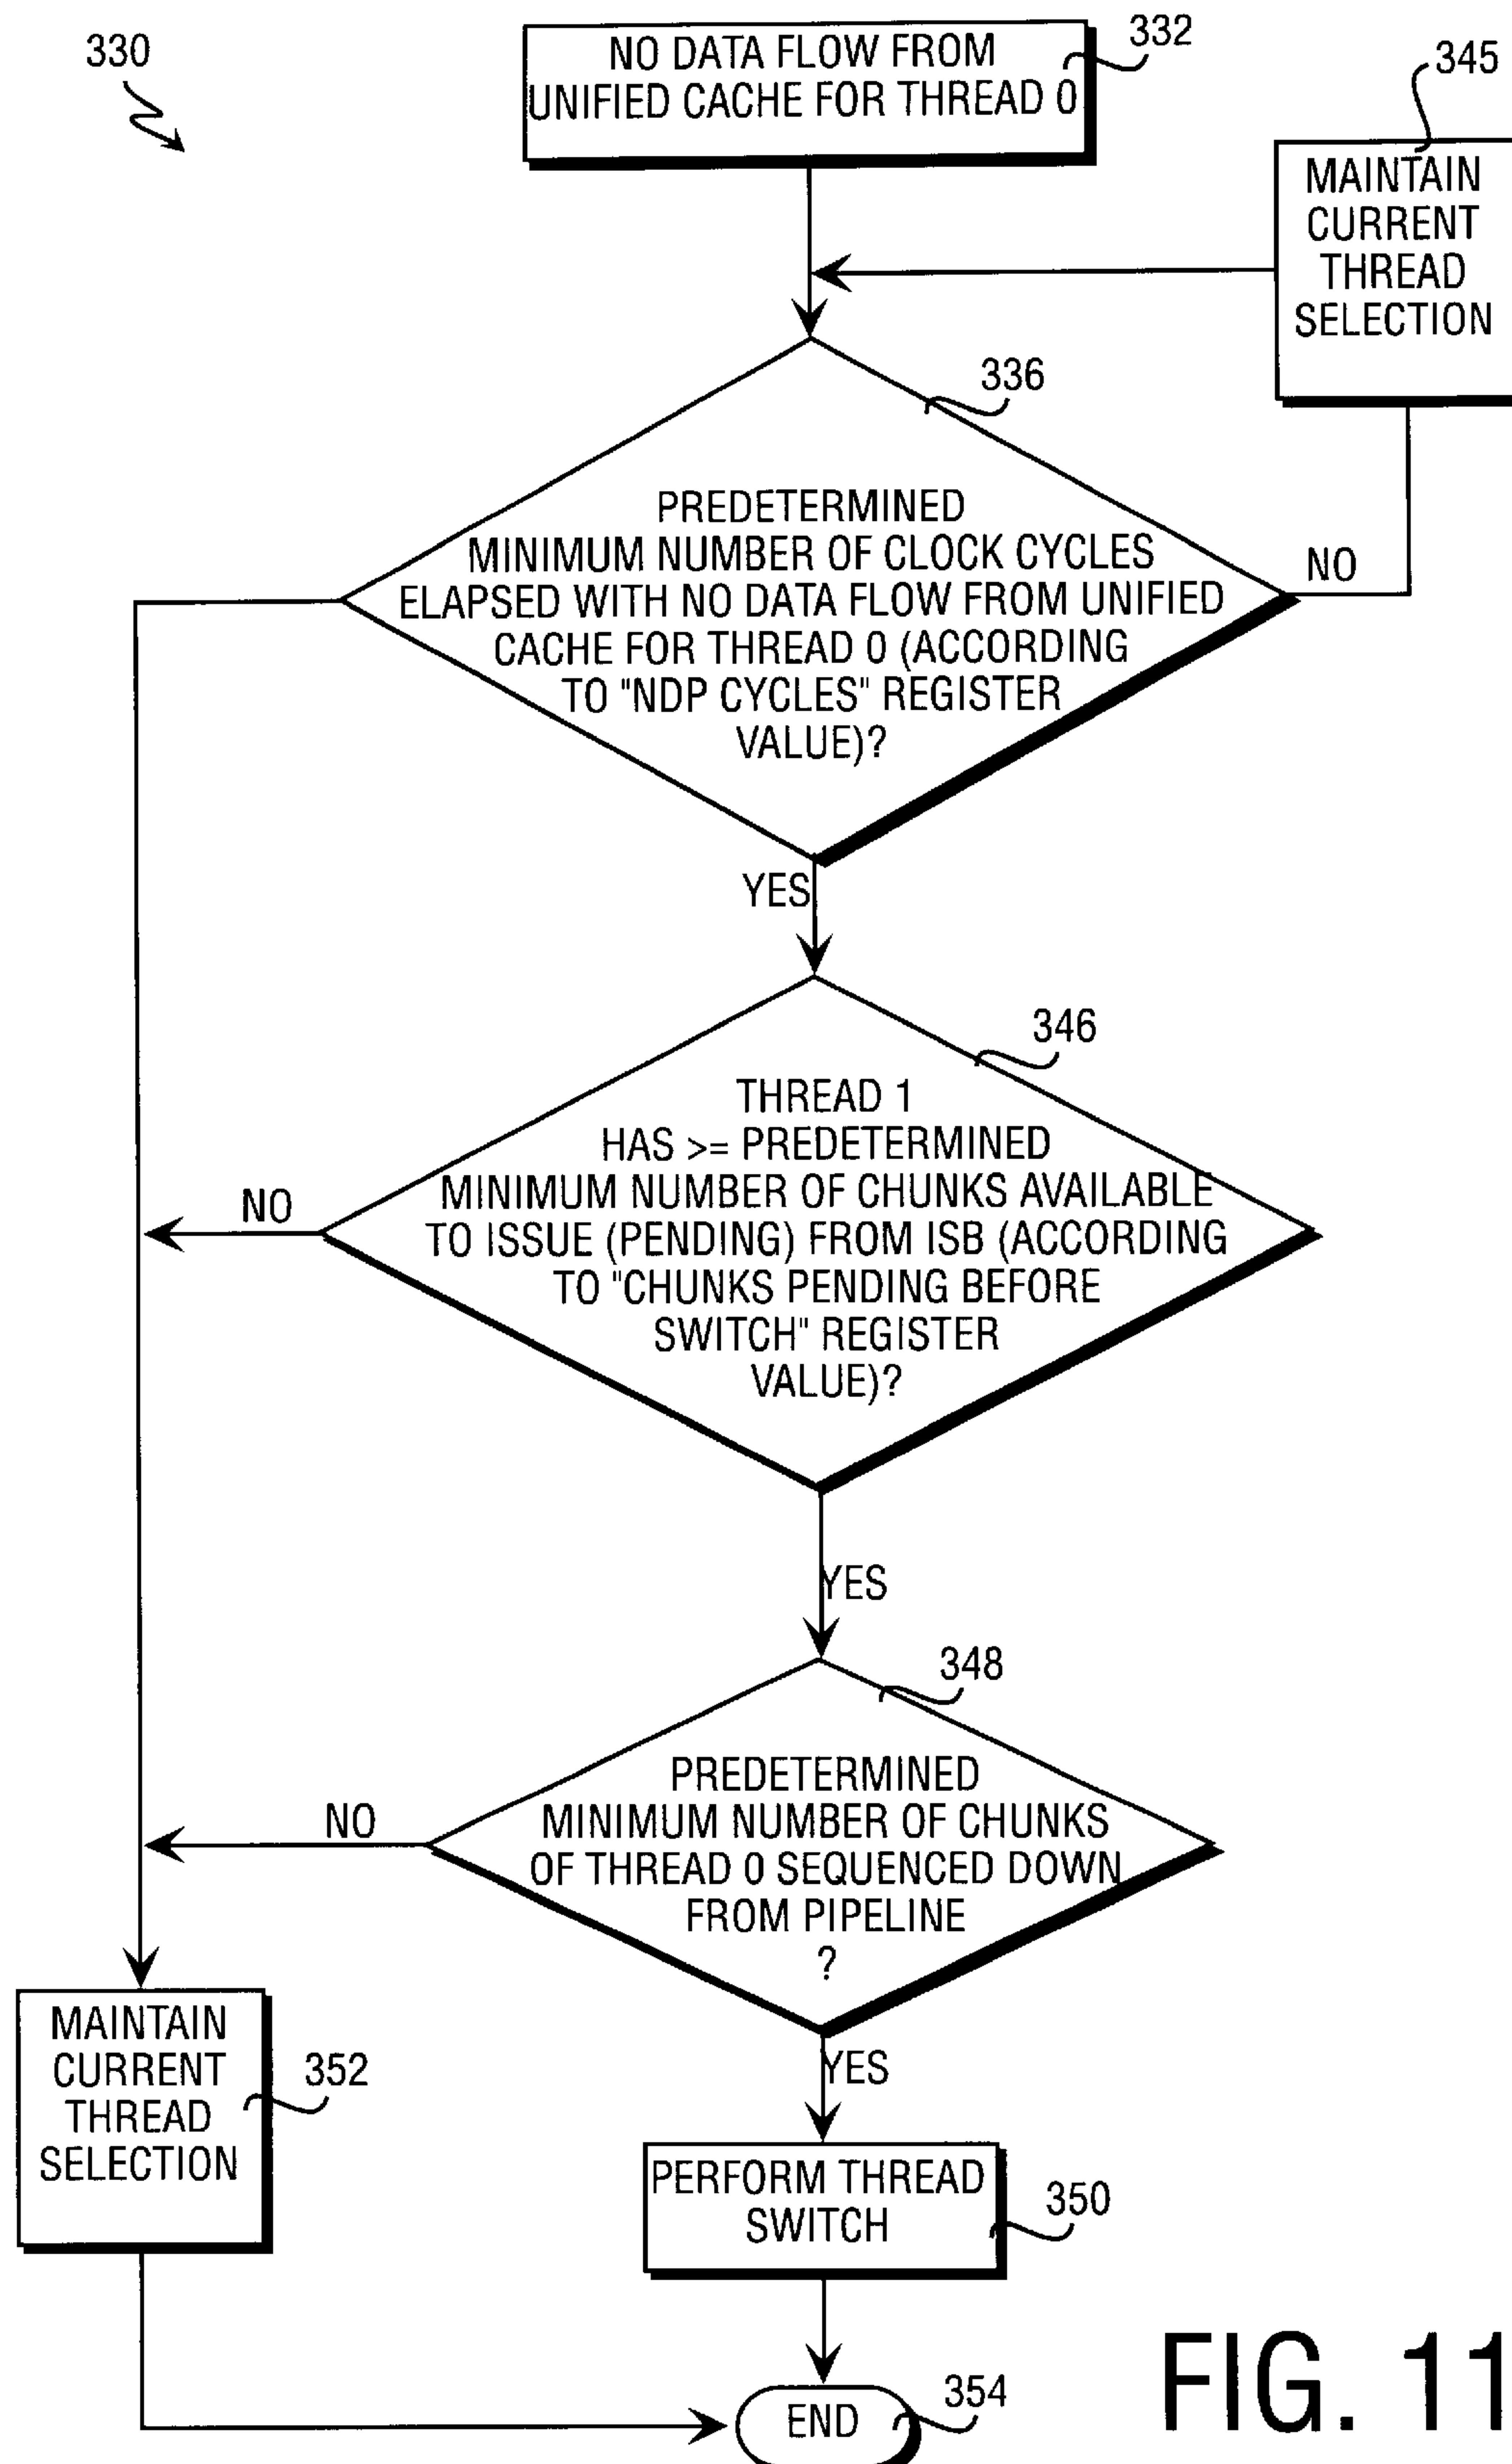 330
NO DATA FLOW FROM
UNIFIED CACHE FOR THREAD 0
332
345
MAINTAIN
CURRENT
THREAD
SELECTION
336
PREDETERMINED
MINIMUM NUMBER OF CLOCK CYCLES
ELAPSED WITH NO DATA FLOW FROM UNIFIED
CACHE FOR THREAD 0 (ACCORDING
TO "NDP CYCLES" REGISTER
VALUE)?
NO
YES
346
THREAD 1
HAS >= PREDETERMINED
MINIMUM NUMBER OF CHUNKS AVAILABLE
TO ISSUE (PENDING) FROM ISB (ACCORDING
TO "CHUNKS PENDING BEFORE
SWITCH" REGISTER
VALUE)?
NO
YES
348
PREDETERMINED
MINIMUM NUMBER OF CHUNKS
OF THREAD 0 SEQUENCED DOWN
FROM PIPELINE
?
NO
YES
MAINTAIN
CURRENT
THREAD
SELECTION
352
PERFORM THREAD
SWITCH
350
END
354
FIG. 11